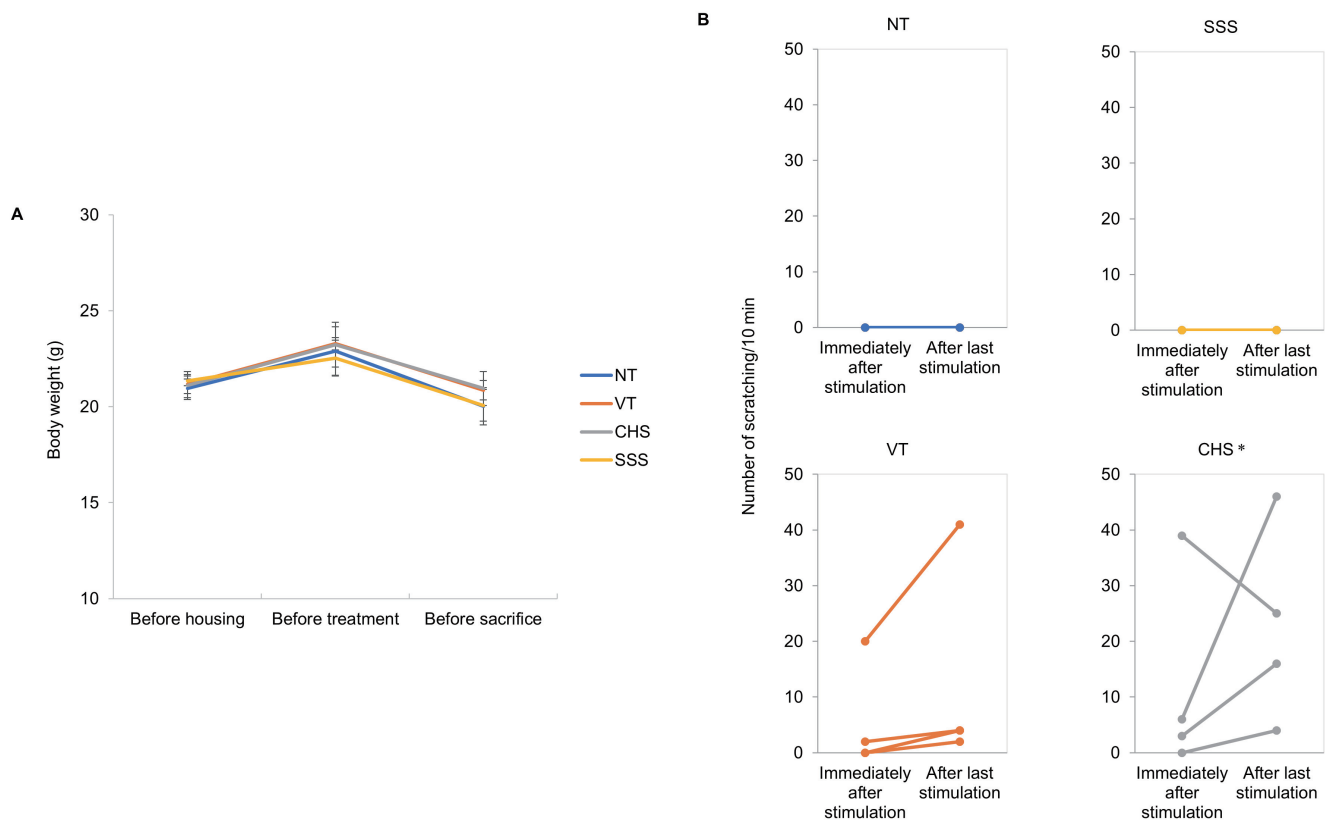 A
Body weight (g)
30
25
20
15
10
Before housing
Before treatment
Before sacrifice
NT
VT
CHS
SSS
B
Number of scratching/10 min
NT
50
40
30
20
10
0
Immediately
after
stimulation
After last
stimulation
SSS
50
40
30
20
10
0
Immediately
after
stimulation
After last
stimulation
VT
50
40
30
20
10
0
Immediately
after
stimulation
After last
stimulation
CHS *
50
40
30
20
10
0
Immediately
after
stimulation
After last
stimulation